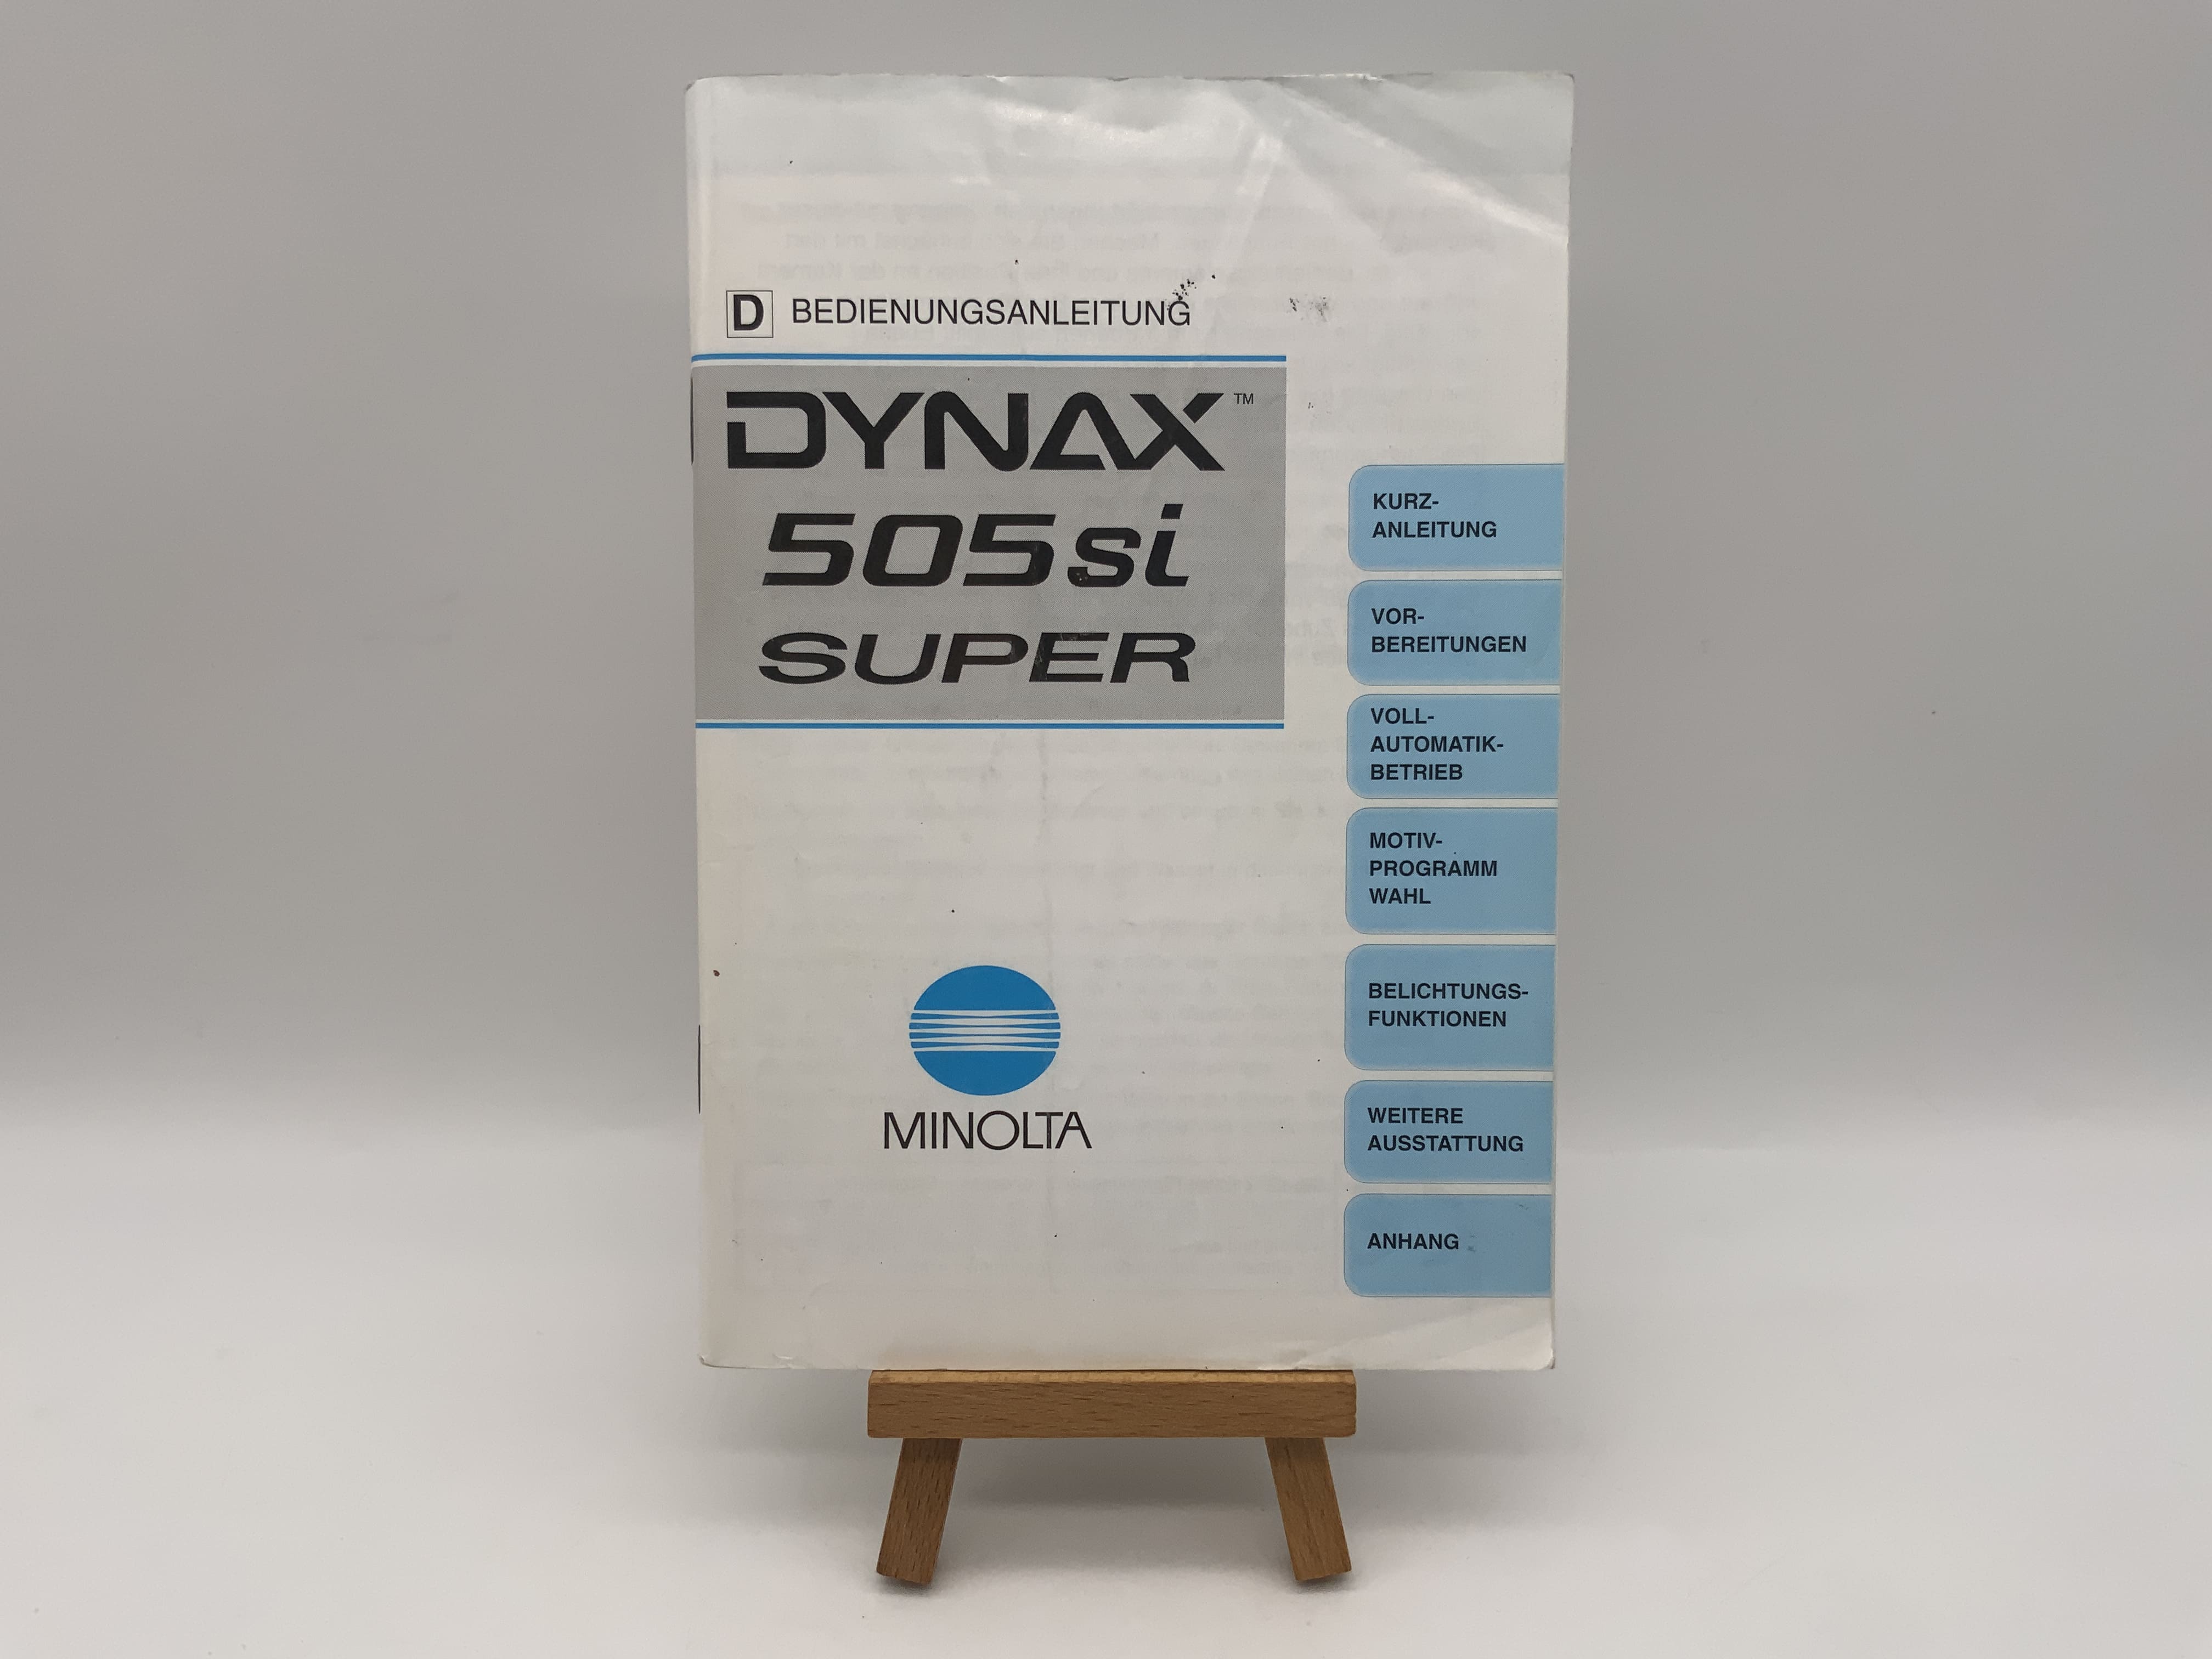 D BEDIENUNGSANLEITUNG
DYNAX™
505si
SUPER
KURZ-
ANLEITUNG
VOR-
BEREITUNGEN
VOLL-
AUTOMATIK-
BETRIEB
MOTIV-
PROGRAMM
WAHL
BELICHTUNGS-
FUNKTIONEN
WEITERE
AUSSTATTUNG
ANHANG
MINOLTA